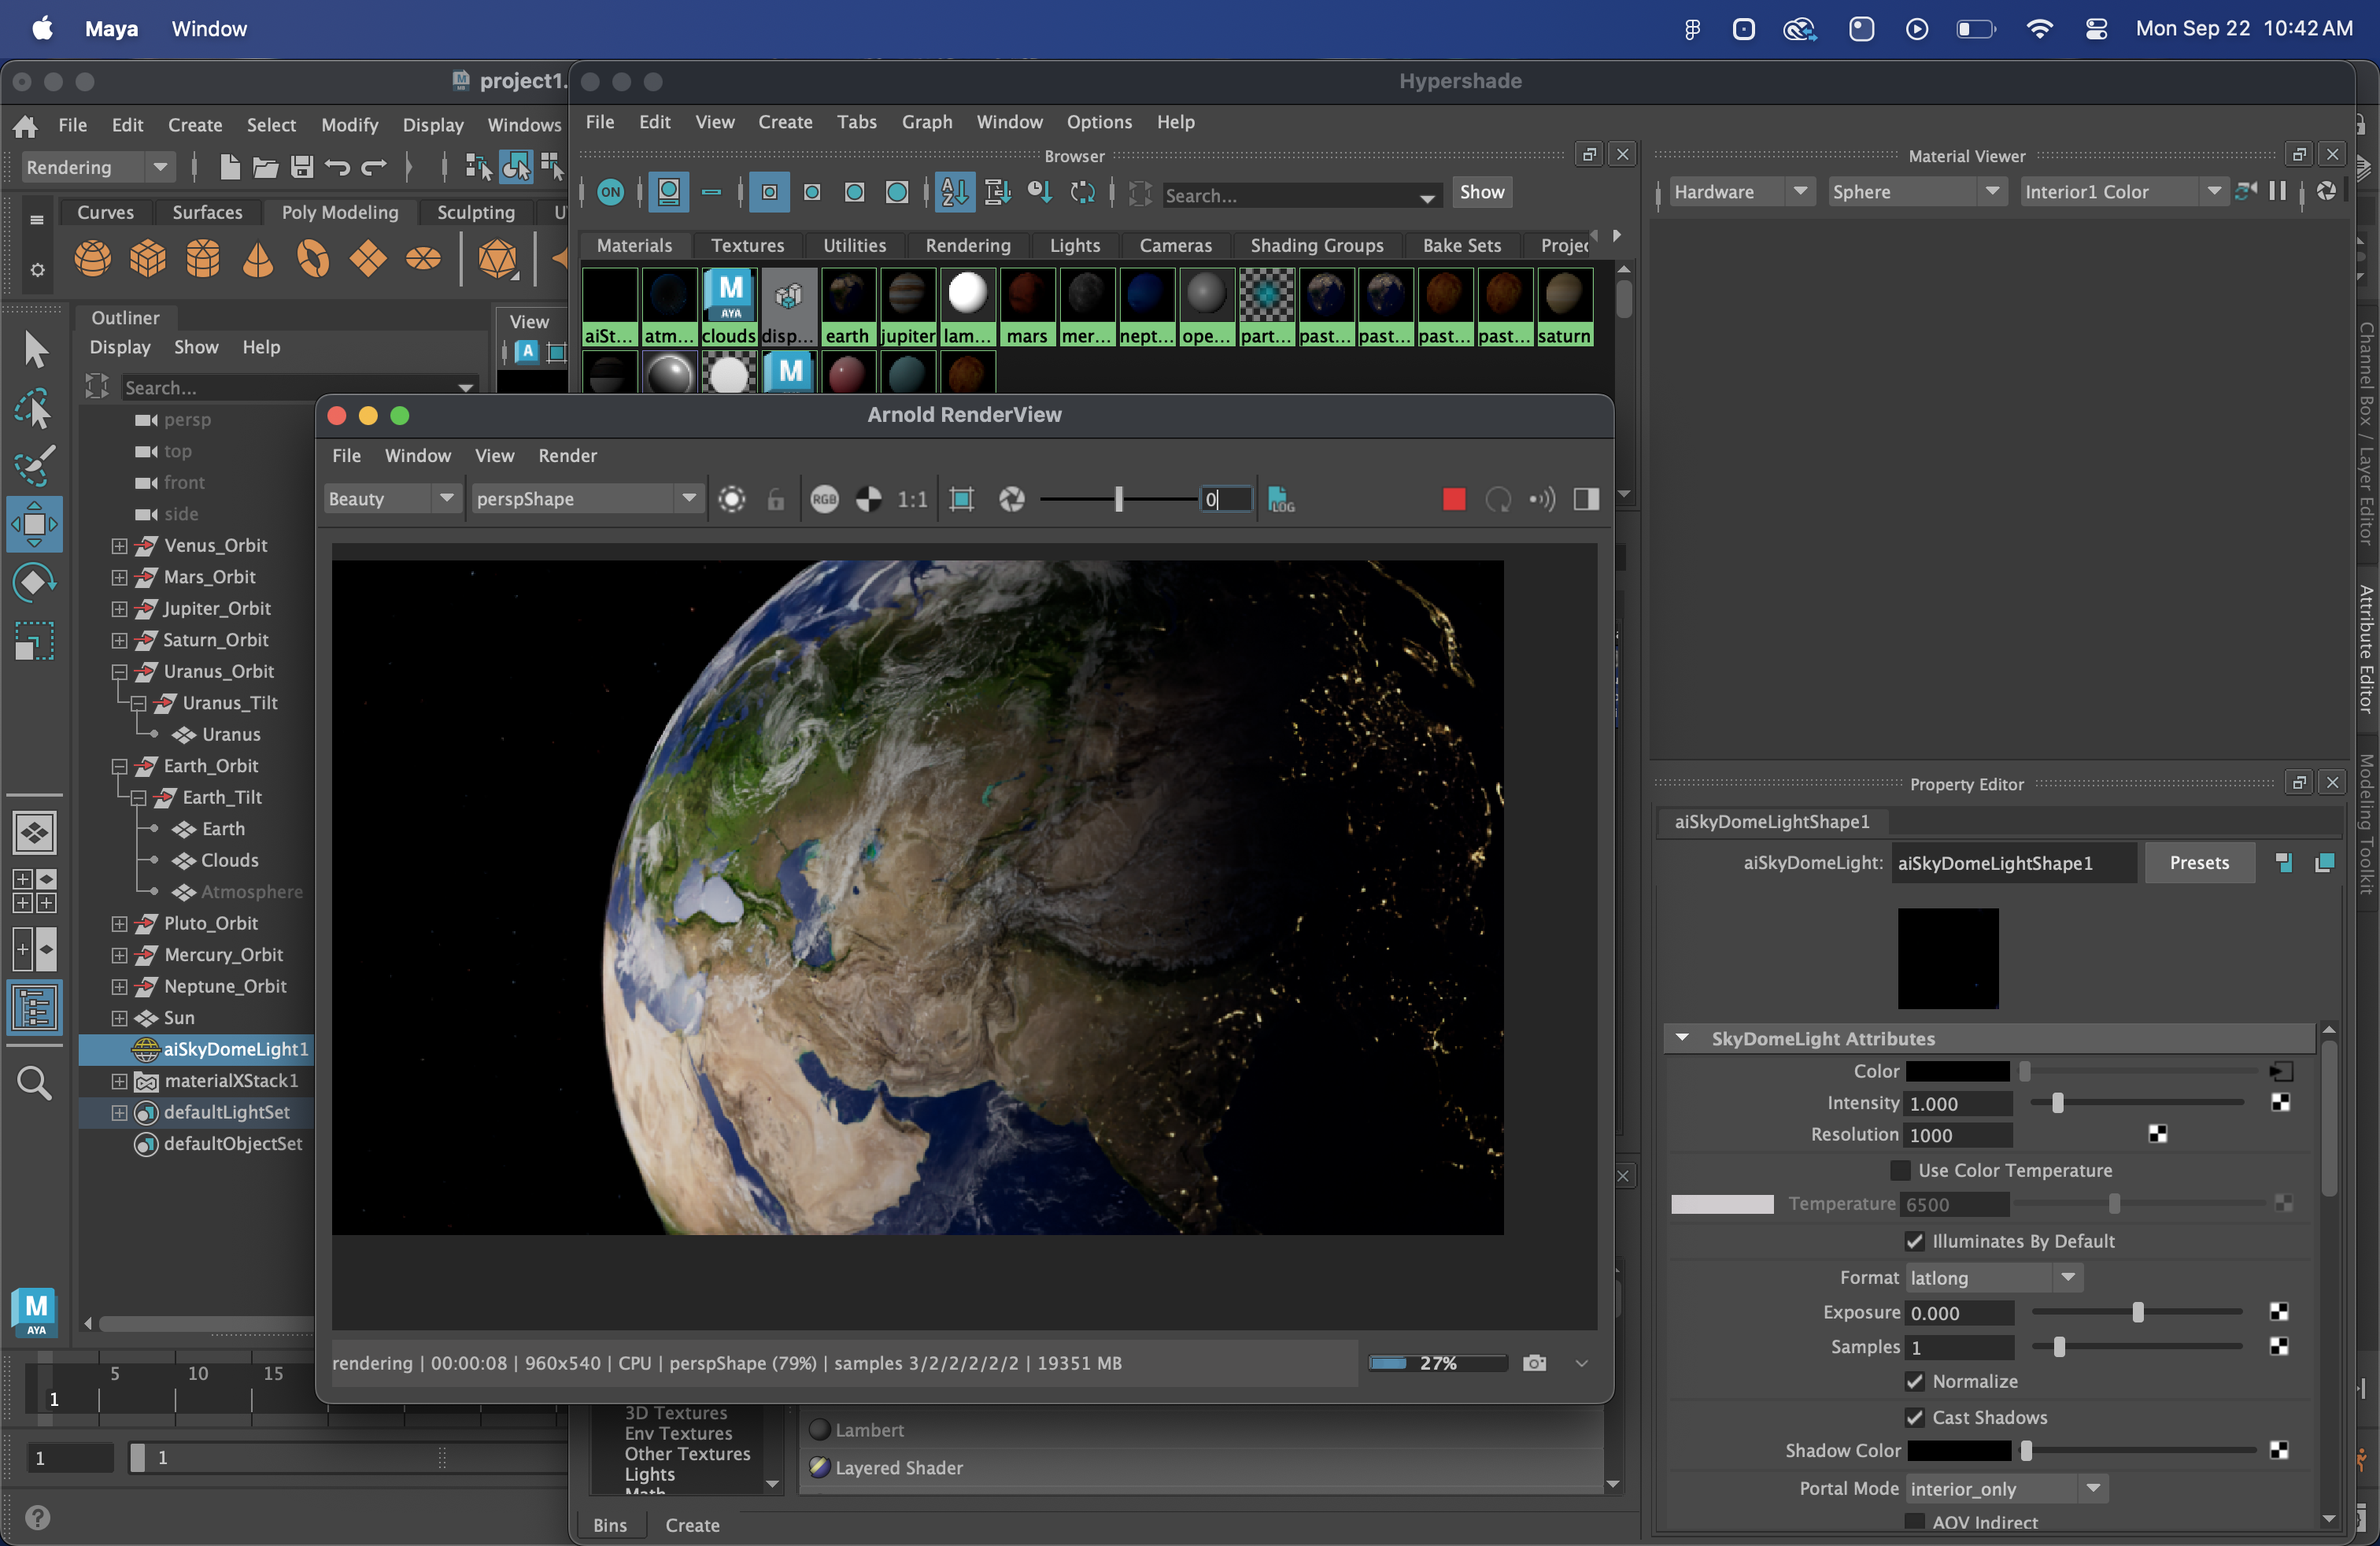 Maya Window
Mon Sep 22 10:42 AM
project1.
File Edit Create Select Modify Display Windows
Rendering
Curves Surfaces Poly Modeling Sculpting
Outliner
Display Show Help
Search...
persp
top
front
side
Venus_Orbit
Mars_Orbit
Jupiter_Orbit
Saturn_Orbit
Uranus_Orbit
Uranus_Tilt
Uranus
Earth_Orbit
Earth_Tilt
Earth
Clouds
Atmosphere
Pluto_Orbit
Mercury_Orbit
Neptune_Orbit
Sun
aiSkyDomeLight1
materialXStack1
defaultLightSet
defaultObjectSet
M
AYA
5 10 15
1
1 1
View
Hypershade
File Edit View Create Tabs Graph Window Options Help
Browser
ON Search... Show
Materials Textures Utilities Rendering Lights Cameras Shading Groups Bake Sets Projec
M
AYA
aiSt... atm... clouds disp... earth jupiter lam... mars mer... nept... ope... part... past... past... past... past... saturn
M
Arnold RenderView
File Window View Render
Beauty perspShape RGB 1:1 0 LOG
rendering | 00:00:08 | 960x540 | CPU | perspShape (79%) | samples 3/2/2/2/2/2 | 19351 MB 27%
3D Textures
Env Textures
Other Textures
Lights
Math
Lambert
Layered Shader
Bins Create
Material Viewer
Hardware Sphere Interior1 Color
Property Editor
aiSkyDomeLightShape1
aiSkyDomeLight: aiSkyDomeLightShape1 Presets
SkyDomeLight Attributes
Color
Intensity 1.000
Resolution 1000
Use Color Temperature
Temperature 6500
Illuminates By Default
Format latlong
Exposure 0.000
Samples 1
Normalize
Cast Shadows
Shadow Color
Portal Mode interior_only
AOV Indirect
Channel Box / Layer Editor
Attribute Editor
Modeling Toolkit